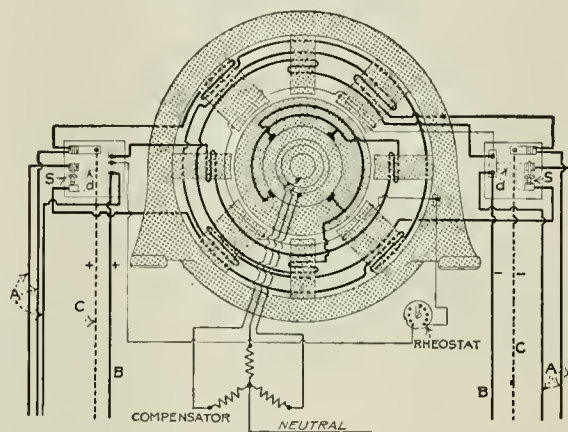 S
d
d
S
+ +
- -
A
C
B
B
C
A
RHEOSTAT
COMPENSATOR
NEUTRAL